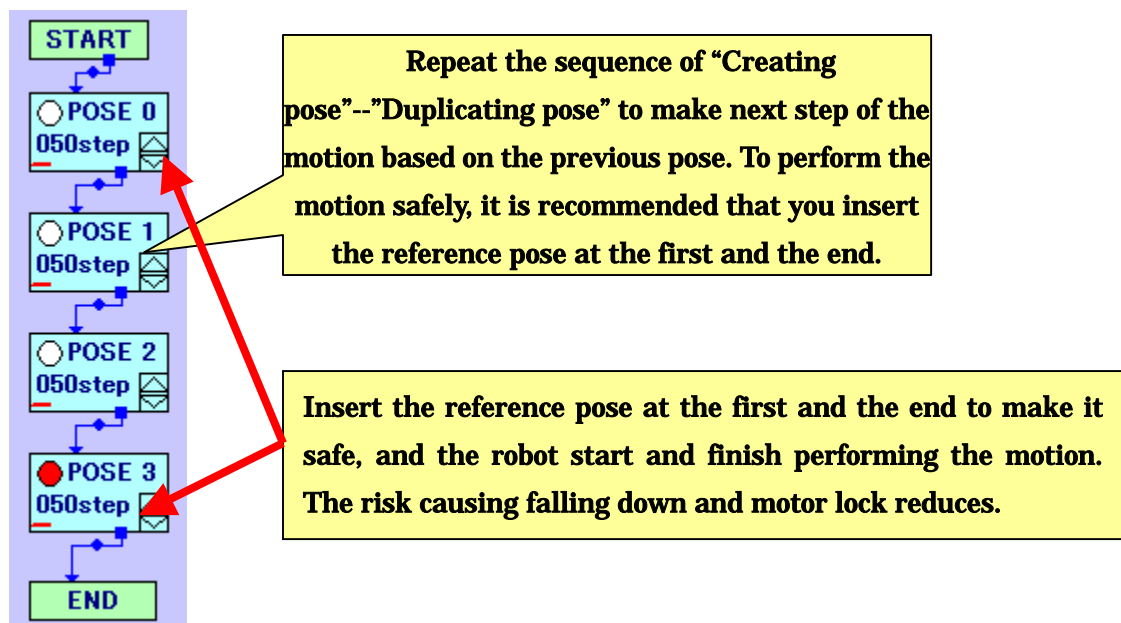 START
POSE 0
050step
POSE 1
050step
POSE 2
050step
POSE 3
050step
END
Repeat the sequence of “Creating
pose”--”Duplicating pose” to make next step of the
motion based on the previous pose. To perform the
motion safely, it is recommended that you insert
the reference pose at the first and the end.
Insert the reference pose at the first and the end to make it
safe, and the robot start and finish performing the motion.
The risk causing falling down and motor lock reduces.